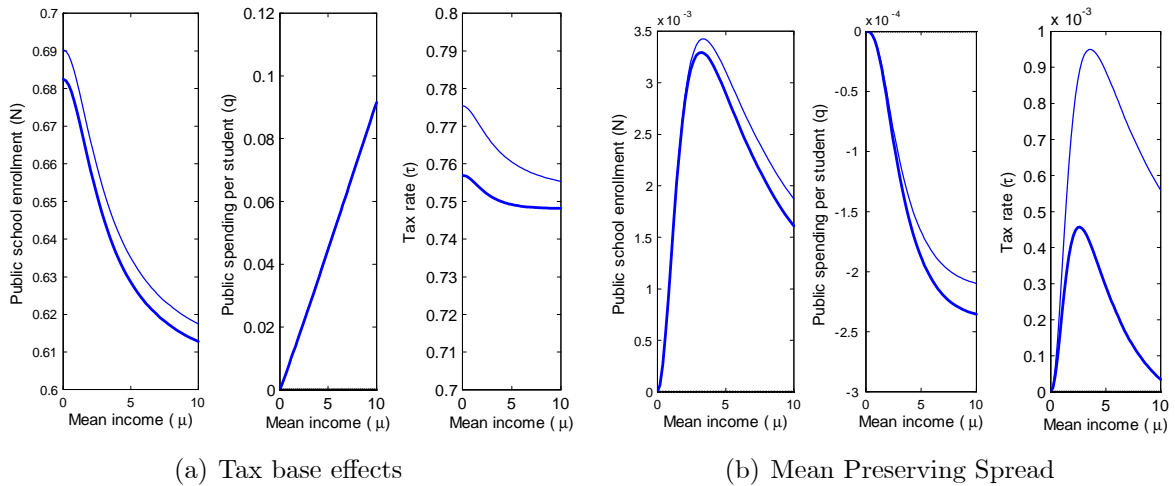 0.7
0.69
0.68
0.67
0.66
0.65
0.64
0.63
0.62
0.61
0.6
0 5 10
Public school enrollment (N)
Mean income ( μ)
0.12
0.1
0.08
0.06
0.04
0.02
0
0 5 10
Public spending per student (q)
Mean income ( μ)
0.8
0.79
0.78
0.77
0.76
0.75
0.74
0.73
0.72
0.71
0.7
0 5 10
Tax rate (τ)
Mean income ( μ)
(a) Tax base effects
x 10⁻³
3.5
3
2.5
2
1.5
1
0.5
0
0 5 10
Public school enrollment (N)
Mean income ( μ)
x 10⁻⁴
0
-0.5
-1
-1.5
-2
-2.5
-3
0 5 10
Public spending per student (q)
Mean income ( μ)
x 10⁻³
1
0.9
0.8
0.7
0.6
0.5
0.4
0.3
0.2
0.1
0
0 5 10
Tax rate (τ)
Mean income ( μ)
(b) Mean Preserving Spread